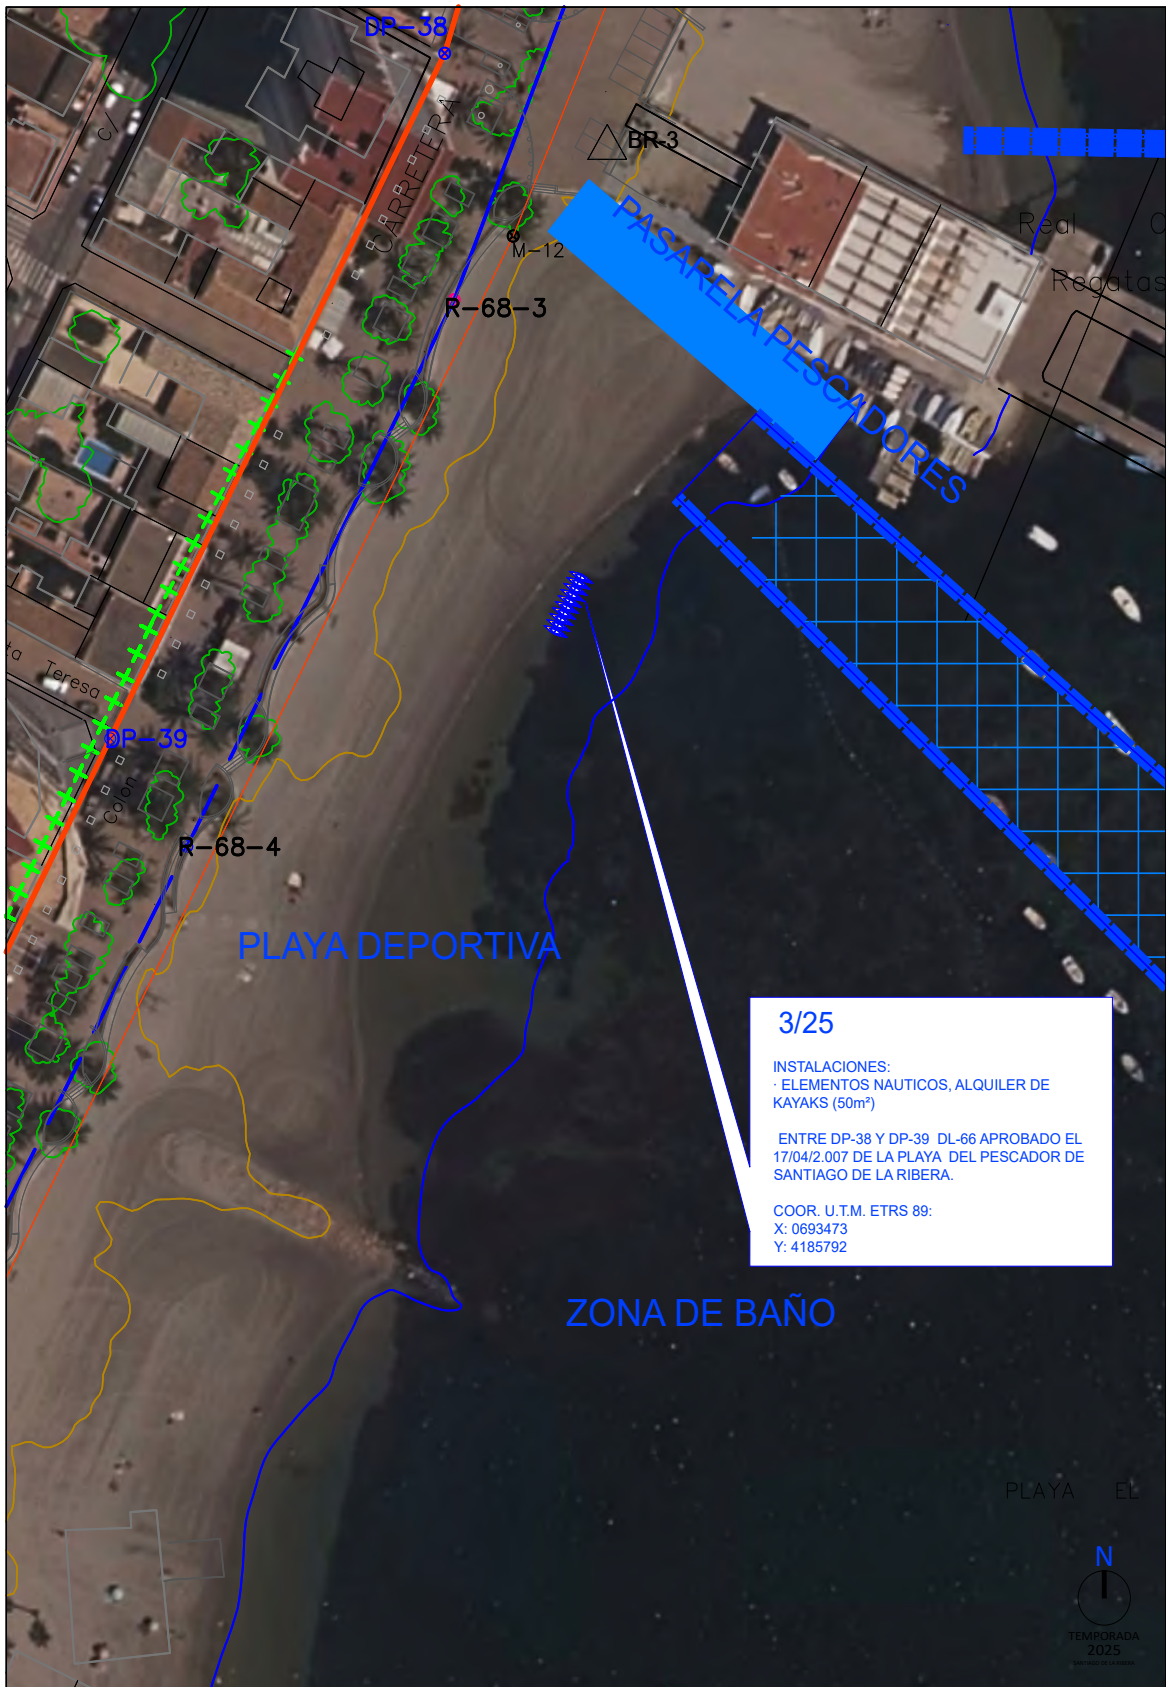 DP-38
C/
CARRETERA
BR-3
M-12
R-68-3
PASARELA PESCADORES
Real C
Regatas
ta Teresa
DP-39
Colon
R-68-4
PLAYA DEPORTIVA
3/25
INSTALACIONES:
· ELEMENTOS NAUTICOS, ALQUILER DE
KAYAKS (50m²)
ENTRE DP-38 Y DP-39 DL-66 APROBADO EL
17/04/2.007 DE LA PLAYA DEL PESCADOR DE
SANTIAGO DE LA RIBERA.
COOR. U.T.M. ETRS 89:
X: 0693473
Y: 4185792
ZONA DE BAÑO
PLAYA EL
N
TEMPORADA
2025